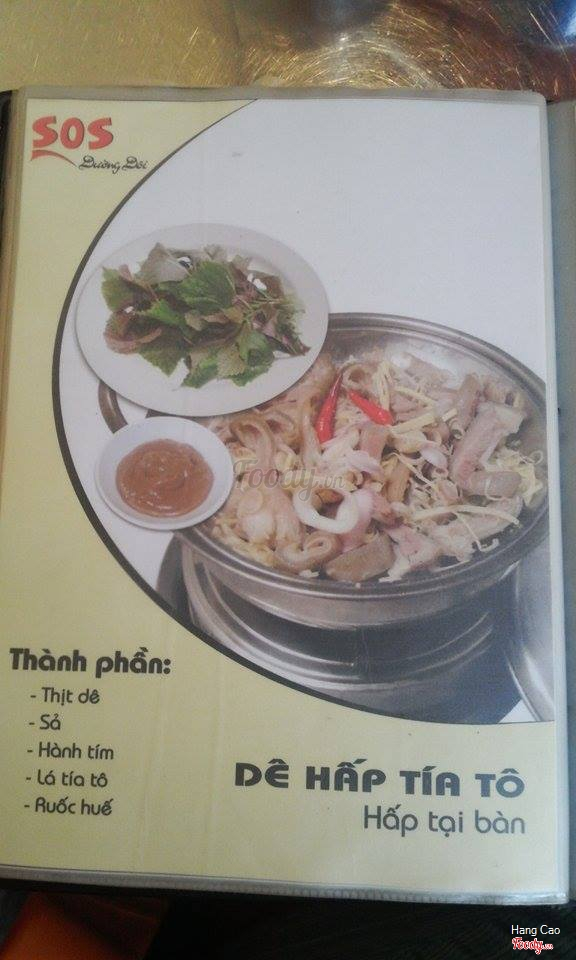 SOS
Đường Đôi
Foody.vn
Thành phần:
- Thịt dê
- Sả
- Hành tím
- Lá tía tô
- Ruốc huế
DÊ HẤP TÍA TÔ
Hấp tại bàn
Hang Cao
Foody.vn